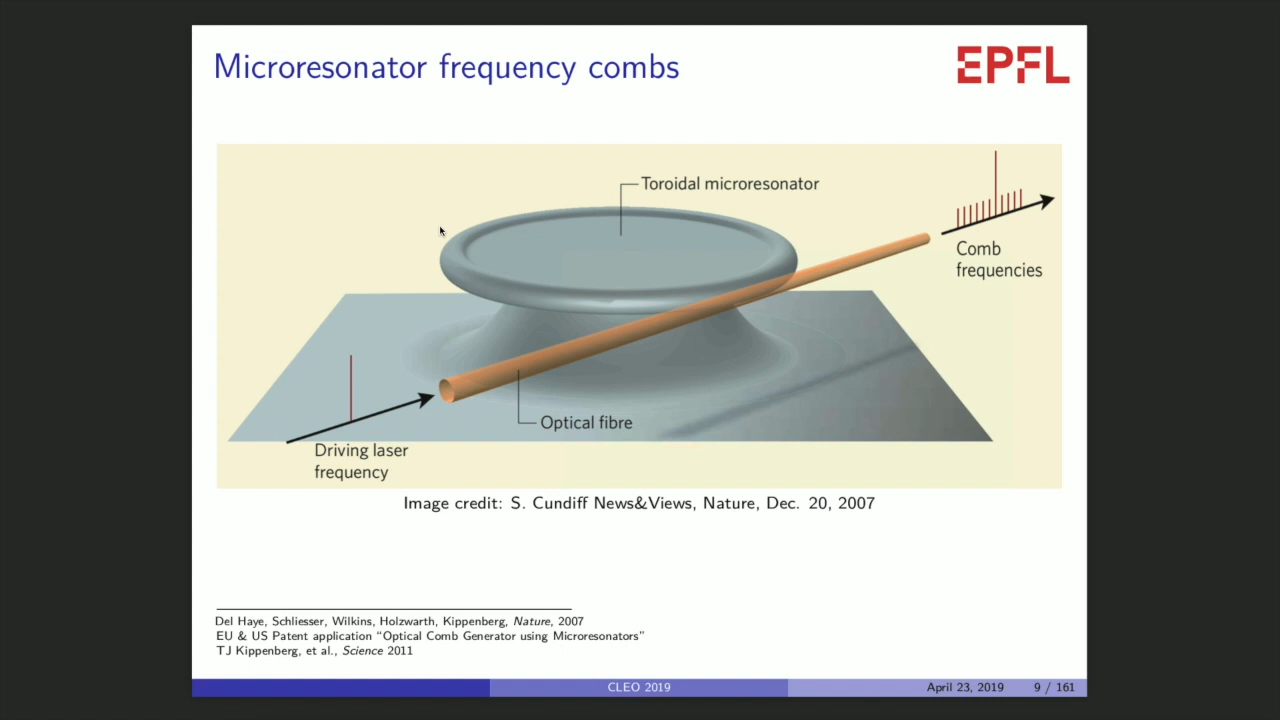 Microresonator frequency combs
EPFL
Toroidal microresonator
Comb
frequencies
Optical fibre
Driving laser
frequency
Image credit: S. Cundiff News&Views, Nature, Dec. 20, 2007
Del Haye, Schliesser, Wilkins, Holzwarth, Kippenberg, Nature, 2007
EU & US Patent application “Optical Comb Generator using Microresonators”
TJ Kippenberg, et al., Science 2011
CLEO 2019
April 23, 2019
9 / 161